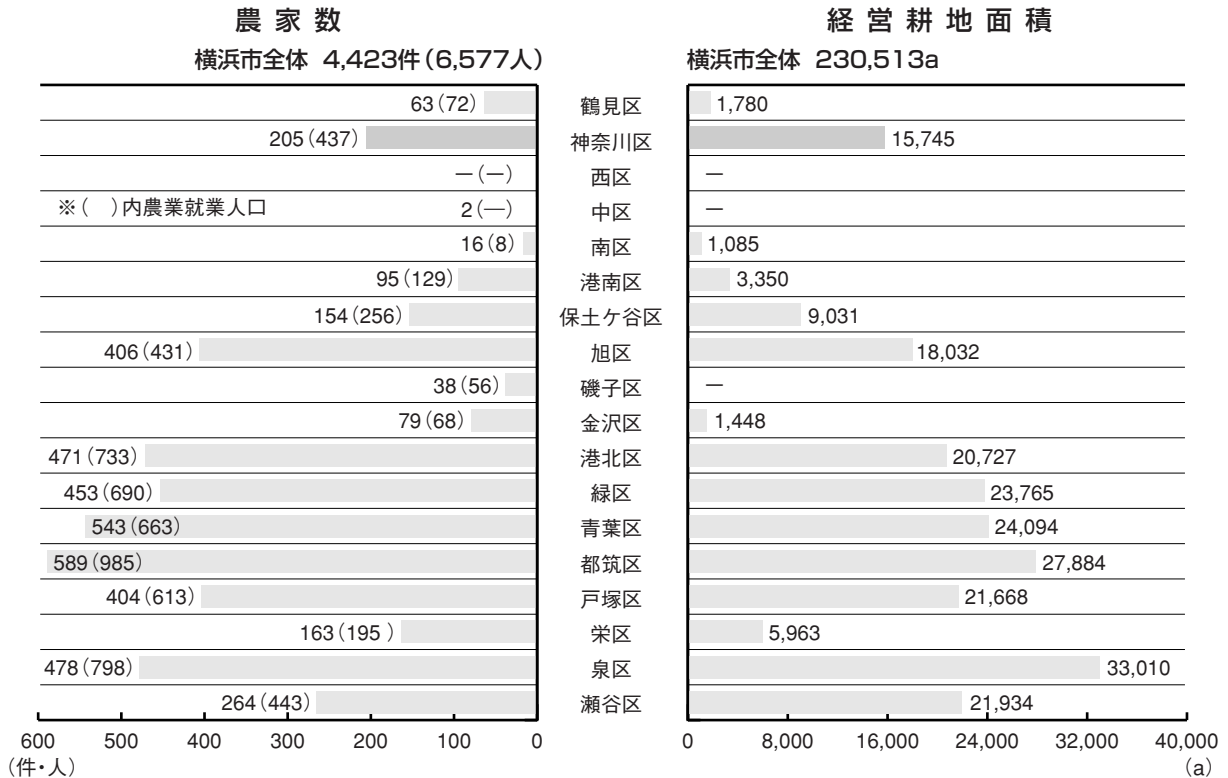 農家数
横浜市全体 4,423件(6,577人)
経営耕地面積
横浜市全体 230,513a
63(72) 鶴見区 1,780
205(437) 神奈川区 15,745
—(—) 西区 —
※( )内農業就業人口 2(—) 中区 —
16(8) 南区 1,085
95(129) 港南区 3,350
154(256) 保土ケ谷区 9,031
406(431) 旭区 18,032
38(56) 磯子区 —
79(68) 金沢区 1,448
471(733) 港北区 20,727
453(690) 緑区 23,765
543(663) 青葉区 24,094
589(985) 都筑区 27,884
404(613) 戸塚区 21,668
163(195 ) 栄区 5,963
478(798) 泉区 33,010
264(443) 瀬谷区 21,934
600 500 400 300 200 100 0
(件・人)
0 8,000 16,000 24,000 32,000 40,000
(a)